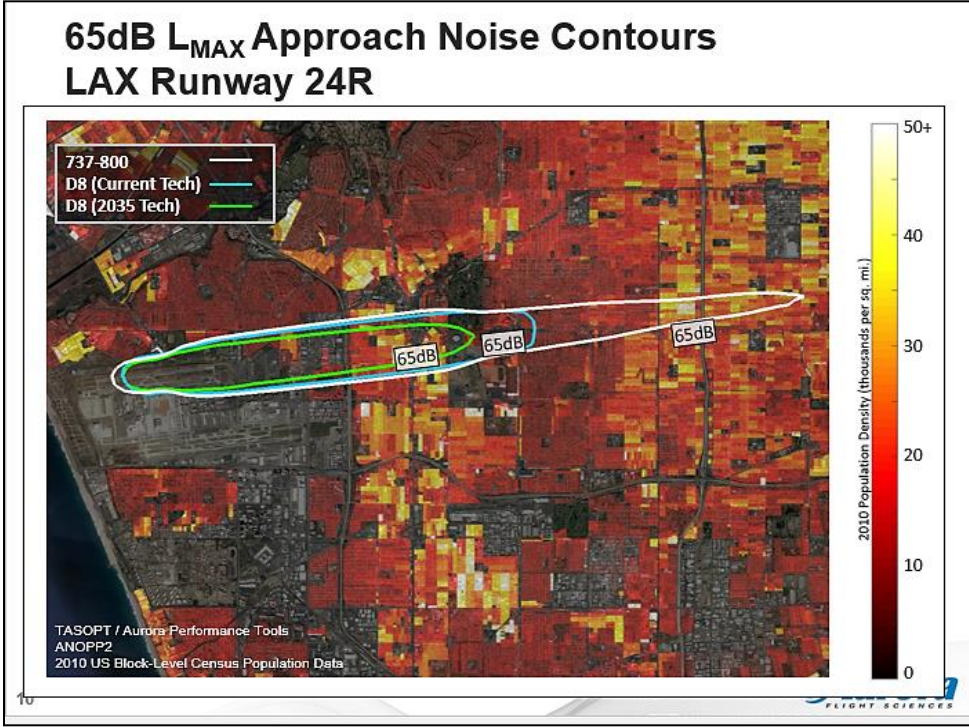 65dB LMAX Approach Noise Contours
LAX Runway 24R
737-800
D8 (Current Tech)
D8 (2035 Tech)
65dB
65dB
65dB
TASOPT / Aurora Performance Tools
ANOPP2
2010 US Block-Level Census Population Data
50+
40
30
20
10
0
2010 Population Density (thousands per sq. mi.)
FLIGHT SCIENCES